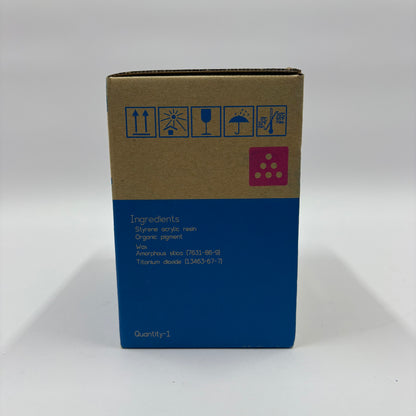 Ingredients
Styrene acrylic resin
Organic pigment
Wax
Amorphous silica (7631-86-9)
Titanium dioxide (13463-67-7)
Quantity-1